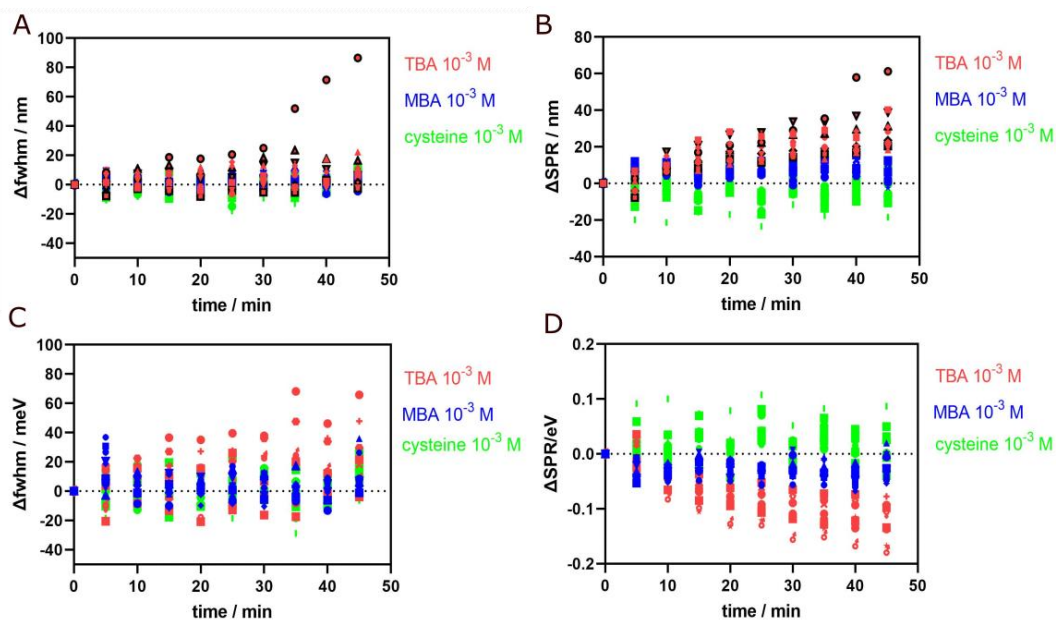 A
100
80
60
40
20
0
-20
-40
Δfwhm / nm
0 10 20 30 40 50
time / min
TBA 10⁻³ M
MBA 10⁻³ M
cysteine 10⁻³ M
B
80
60
40
20
0
-20
-40
ΔSPR / nm
0 10 20 30 40 50
time / min
TBA 10⁻³ M
MBA 10⁻³ M
cysteine 10⁻³ M
C
100
80
60
40
20
0
-20
-40
Δfwhm / meV
0 10 20 30 40 50
time / min
TBA 10⁻³ M
MBA 10⁻³ M
cysteine 10⁻³ M
D
0.2
0.1
0.0
-0.1
-0.2
ΔSPR/eV
0 10 20 30 40 50
time / min
TBA 10⁻³ M
MBA 10⁻³ M
cysteine 10⁻³ M